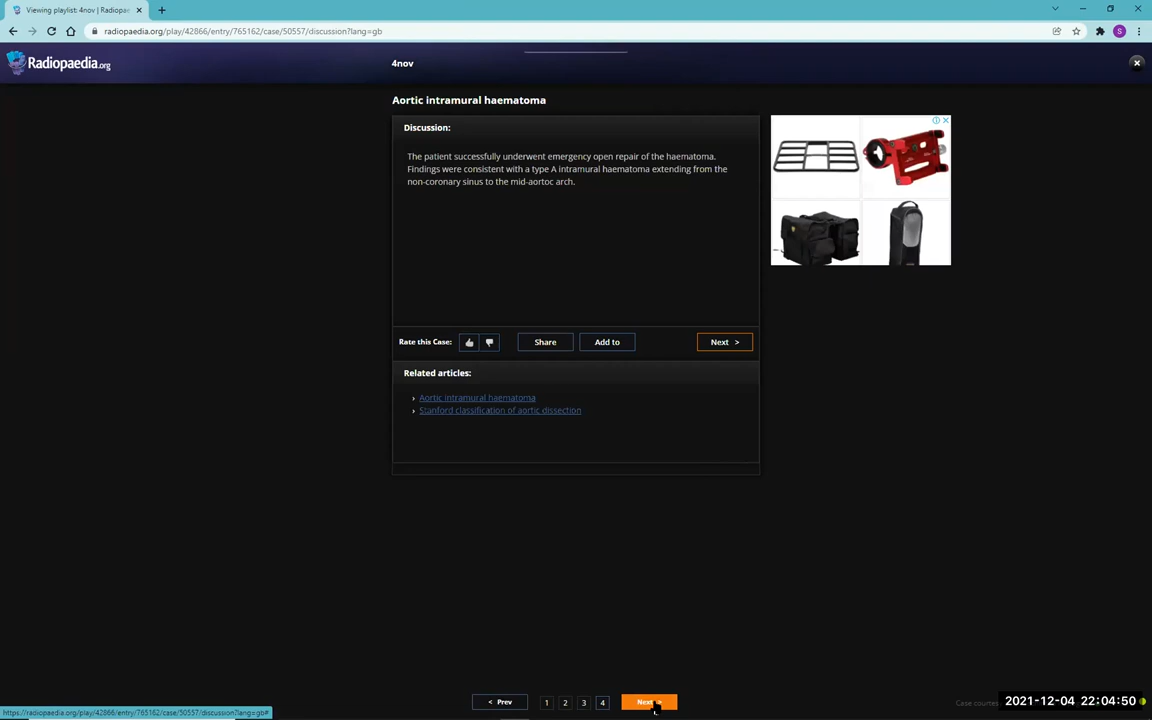 Viewing playlist: 4nov | Radiopae
radiopaedia.org/play/42866/entry/765162/case/50557/discussion?lang=gb
S
Radiopaedia.org
4nov
Aortic intramural haematoma
Discussion:
The patient successfully underwent emergency open repair of the haematoma.
Findings were consistent with a type A intramural haematoma extending from the
non-coronary sinus to the mid-aortoc arch.
Rate this Case:
Share
Add to
Next >
Related articles:
› Aortic intramural haematoma
› Stanford classification of aortic dissection
< Prev
1
2
3
4
Next
Case courtes
2021-12-04 22:04:50
https://radiopaedia.org/play/42866/entry/765162/case/50557/discussion?lang=gb#